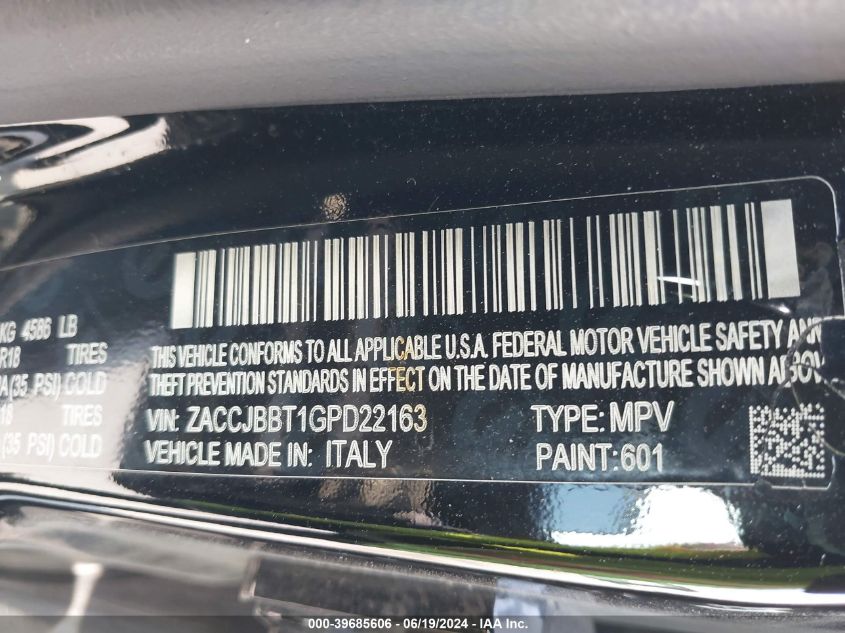 KG 4586 LB
R18 TIRES
(35 PSI) COLD
18 TIRES
(35 PSI) COLD
THIS VEHICLE CONFORMS TO ALL APPLICABLE U.S.A. FEDERAL MOTOR VEHICLE SAFETY AN
THEFT PREVENTION STANDARDS IN EFFECT ON THE DATE OF MANUFACTURE SHOWN
VIN: ZACCJBBT1GPD22163 TYPE: MPV
VEHICLE MADE IN: ITALY PAINT:601
000-39685606 / 06/19/2024 - IAA Inc.